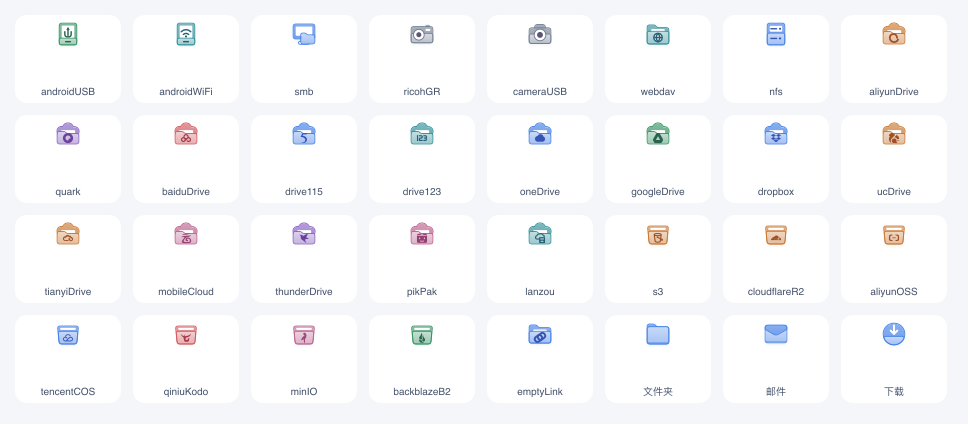 androidUSB
androidWiFi
smb
ricohGR
cameraUSB
webdav
nfs
aliyunDrive
quark
baiduDrive
drive115
123
drive123
oneDrive
googleDrive
dropbox
ucDrive
tianyiDrive
mobileCloud
thunderDrive
pikPak
lanzou
s3
cloudflareR2
aliyunOSS
tencentCOS
qiniuKodo
minIO
backblazeB2
emptyLink
文件夹
邮件
下载